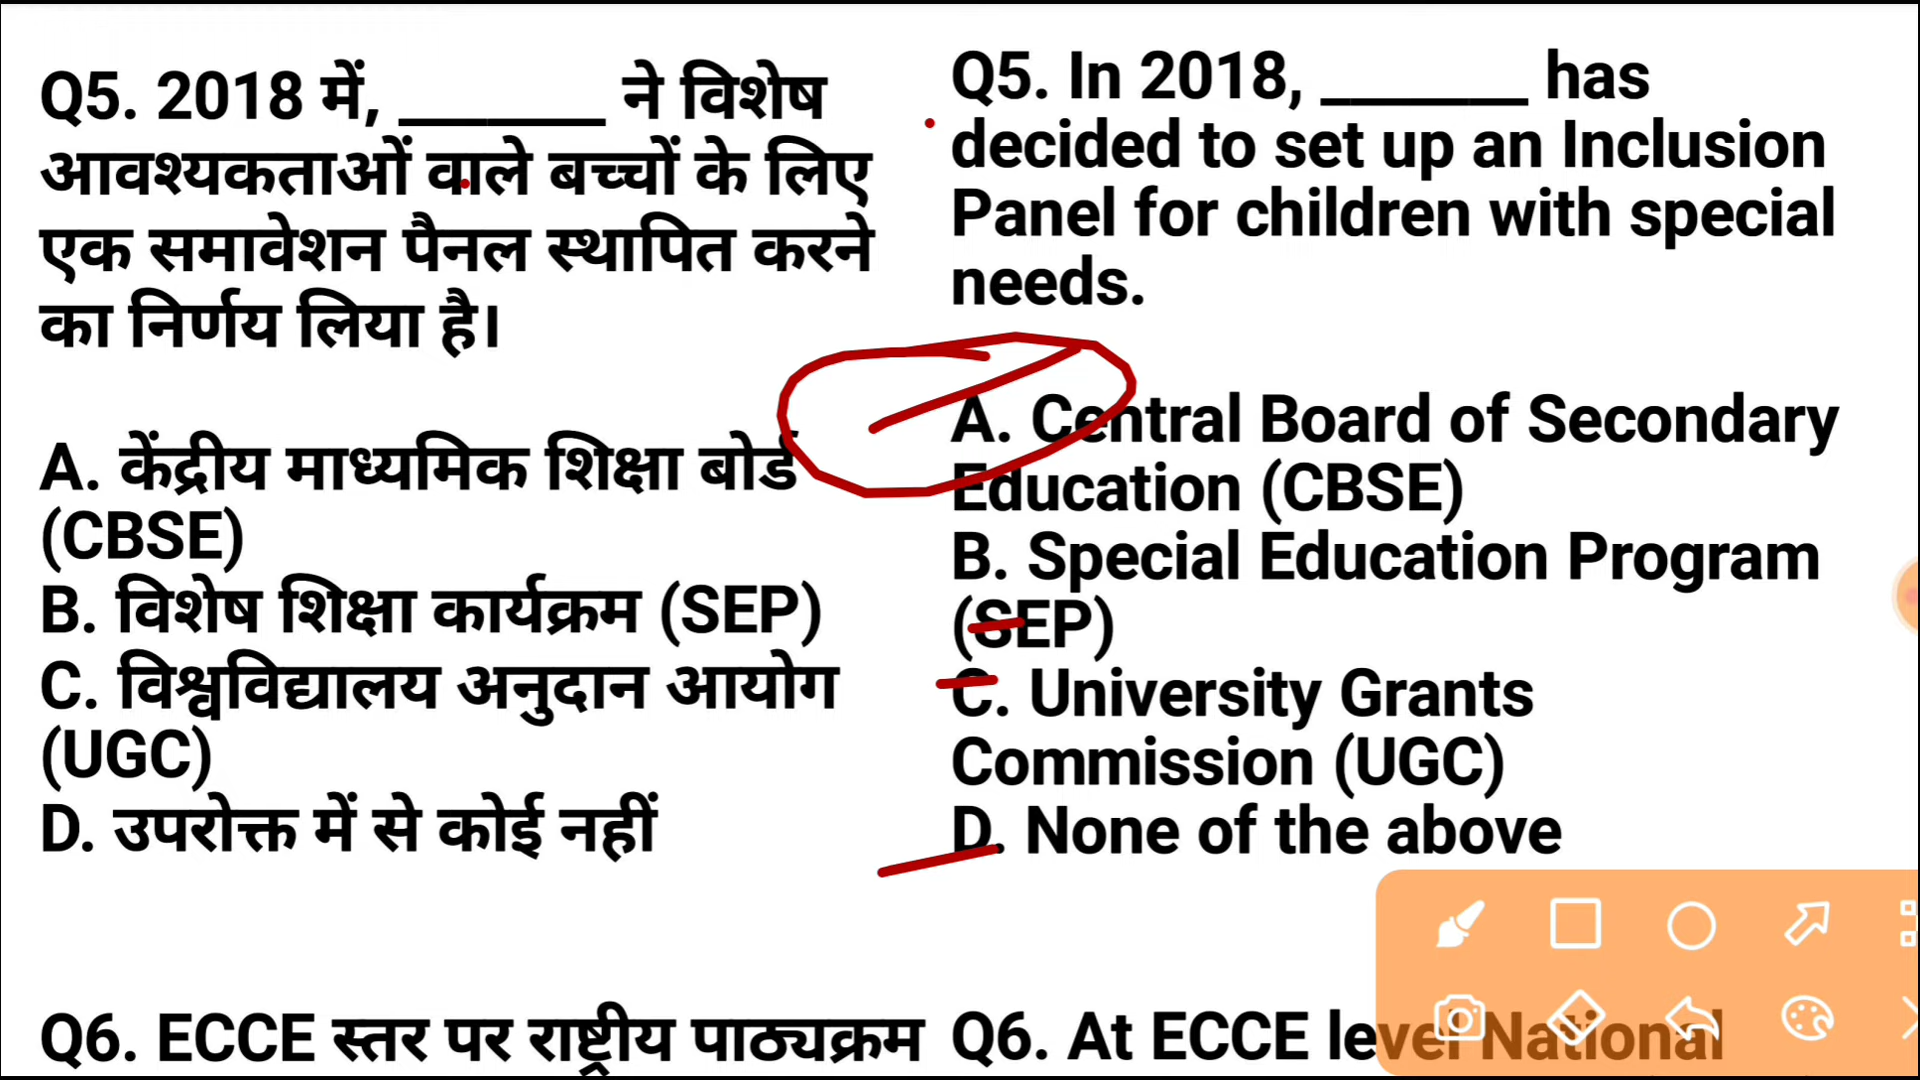 Q5. 2018 में, _______ ने विशेष
आवश्यकताओं वाले बच्चों के लिए
एक समावेशन पैनल स्थापित करने
का निर्णय लिया है।
A. केंद्रीय माध्यमिक शिक्षा बोर्ड
(CBSE)
B. विशेष शिक्षा कार्यक्रम (SEP)
C. विश्वविद्यालय अनुदान आयोग
(UGC)
D. उपरोक्त में से कोई नहीं
Q6. ECCE स्तर पर राष्ट्रीय पाठ्यक्रम
Q5. In 2018, _______ has
decided to set up an Inclusion
Panel for children with special
needs.
A. Central Board of Secondary
Education (CBSE)
B. Special Education Program
(SEP)
C. University Grants
Commission (UGC)
D. None of the above
Q6. At ECCE level National